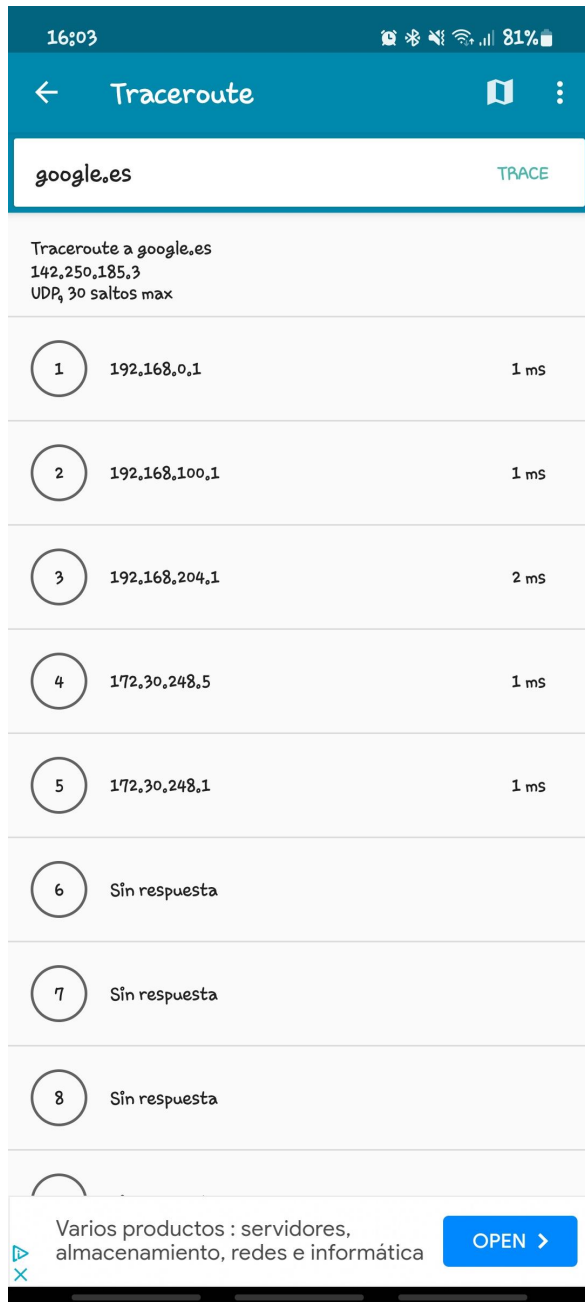 16:03 81%
Traceroute
google.es TRACE
Traceroute a google.es
142.250.185.3
UDP, 30 saltos max
1 192.168.0.1 1 ms
2 192.168.100.1 1 ms
3 192.168.204.1 2 ms
4 172.30.248.5 1 ms
5 172.30.248.1 1 ms
6 Sin respuesta
7 Sin respuesta
8 Sin respuesta
Varios productos : servidores,
almacenamiento, redes e informática
OPEN